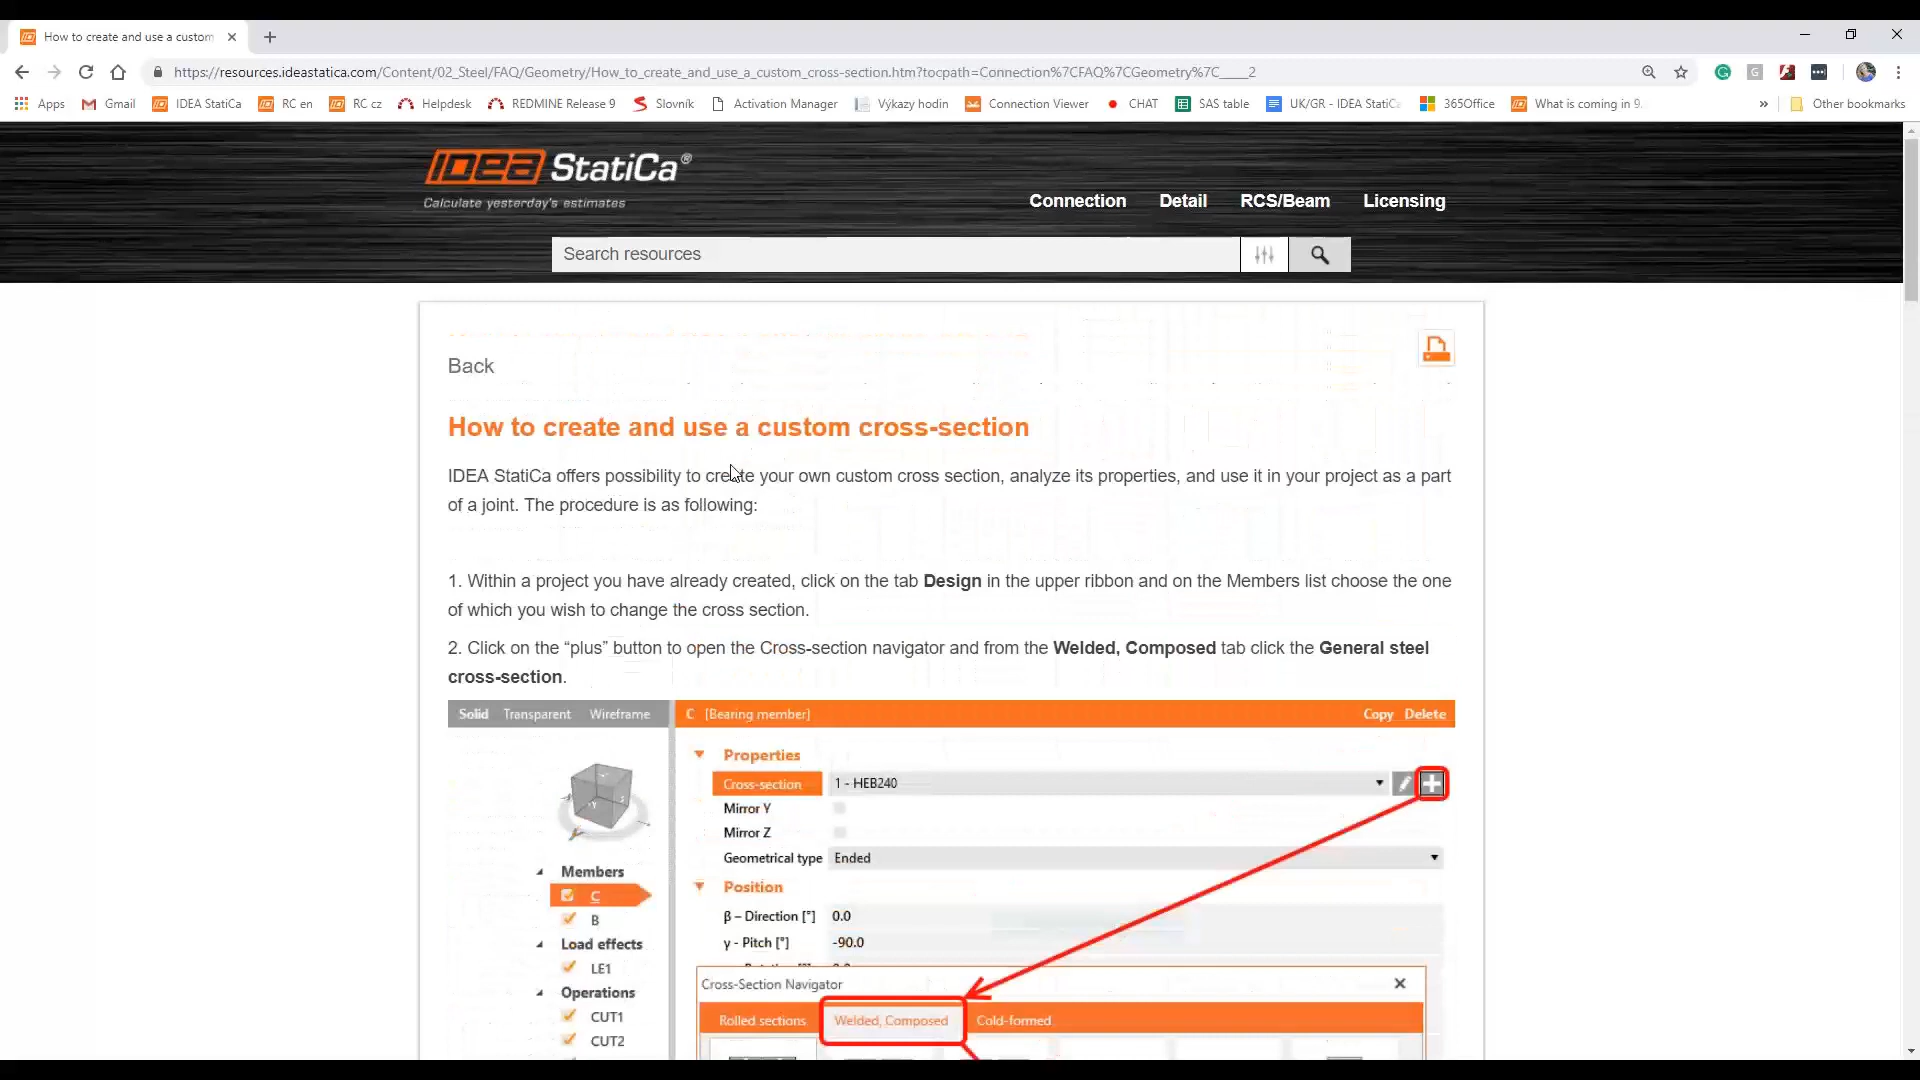 How to create and use a custom
https://resources.ideastatica.com/Content/02_Steel/FAQ/Geometry/How_to_create_and_use_a_custom_cross-section.htm?tocpath=Connection%7CFAQ%7CGeometry%7C_____2
Apps Gmail IDEA StatiCa RC en RC cz Helpdesk REDMINE Release 9 Slovník Activation Manager Výkazy hodin Connection Viewer CHAT SAS table UK/GR - IDEA StatiC 365Office What is coming in 9. » Other bookmarks
IDEA StatiCa®
Calculate yesterday's estimates
Connection Detail RCS/Beam Licensing
Search resources
Back
How to create and use a custom cross-section
IDEA StatiCa offers possibility to create your own custom cross section, analyze its properties, and use it in your project as a part
of a joint. The procedure is as following:
1. Within a project you have already created, click on the tab Design in the upper ribbon and on the Members list choose the one
of which you wish to change the cross section.
2. Click on the “plus” button to open the Cross-section navigator and from the Welded, Composed tab click the General steel
cross-section.
Solid Transparent Wireframe C [Bearing member] Copy Delete
Properties
Cross-section 1 - HEB240
Mirror Y
Mirror Z
Geometrical type Ended
Members
Position
C
β – Direction [°] 0.0
B
γ - Pitch [°] -90.0
Load effects
LE1
Cross-Section Navigator
Operations
CUT1
Rolled sections Welded, Composed Cold-formed
CUT2